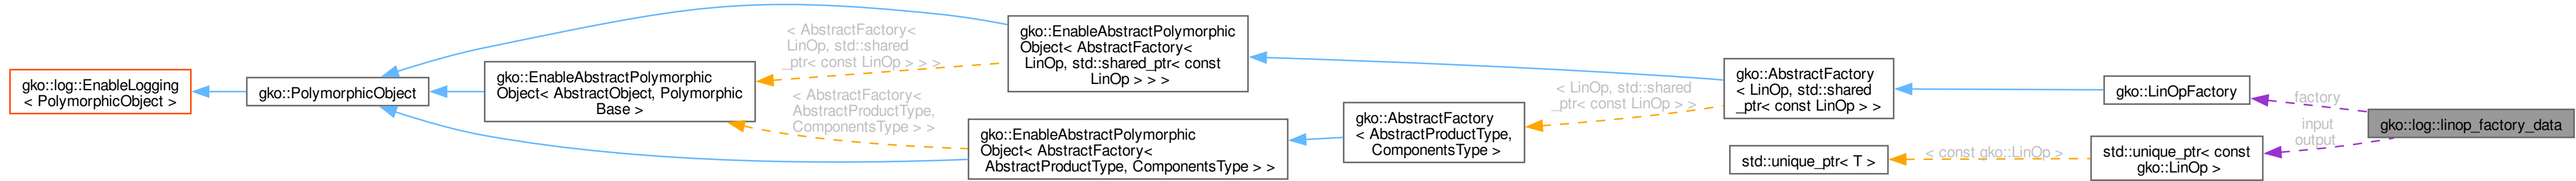 gko::log::EnableLogging
< PolymorphicObject >
gko::PolymorphicObject
gko::EnableAbstractPolymorphic
Object< AbstractObject, Polymorphic
Base >
< AbstractFactory<
LinOp, std::shared
_ptr< const LinOp > > >
< AbstractFactory<
AbstractProductType,
ComponentsType > >
gko::EnableAbstractPolymorphic
Object< AbstractFactory<
LinOp, std::shared_ptr< const
LinOp > > >
gko::EnableAbstractPolymorphic
Object< AbstractFactory<
AbstractProductType, ComponentsType > >
gko::AbstractFactory
< AbstractProductType,
ComponentsType >
< LinOp, std::shared
_ptr< const LinOp > >
gko::AbstractFactory
< LinOp, std::shared
_ptr< const LinOp > >
std::unique_ptr< T >
< const gko::LinOp >
gko::LinOpFactory
std::unique_ptr< const
gko::LinOp >
factory
input
output
gko::log::linop_factory_data